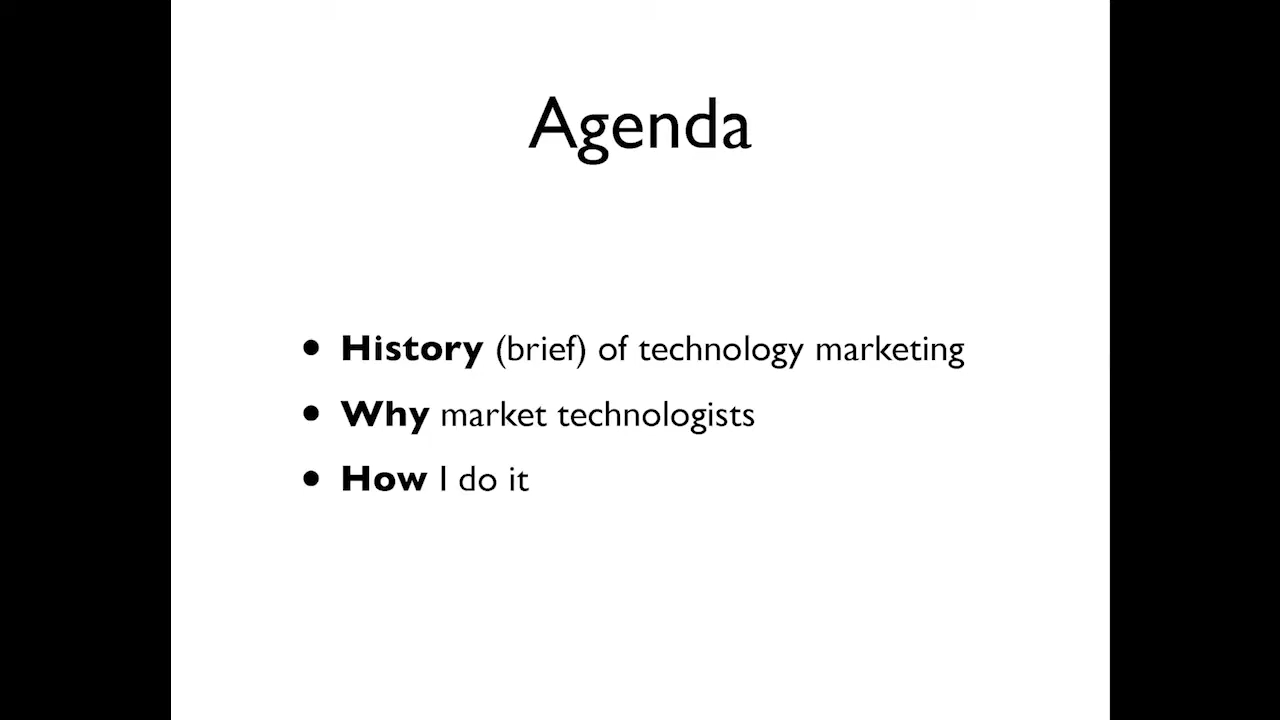 Agenda
• History (brief) of technology marketing
• Why market technologists
• How I do it